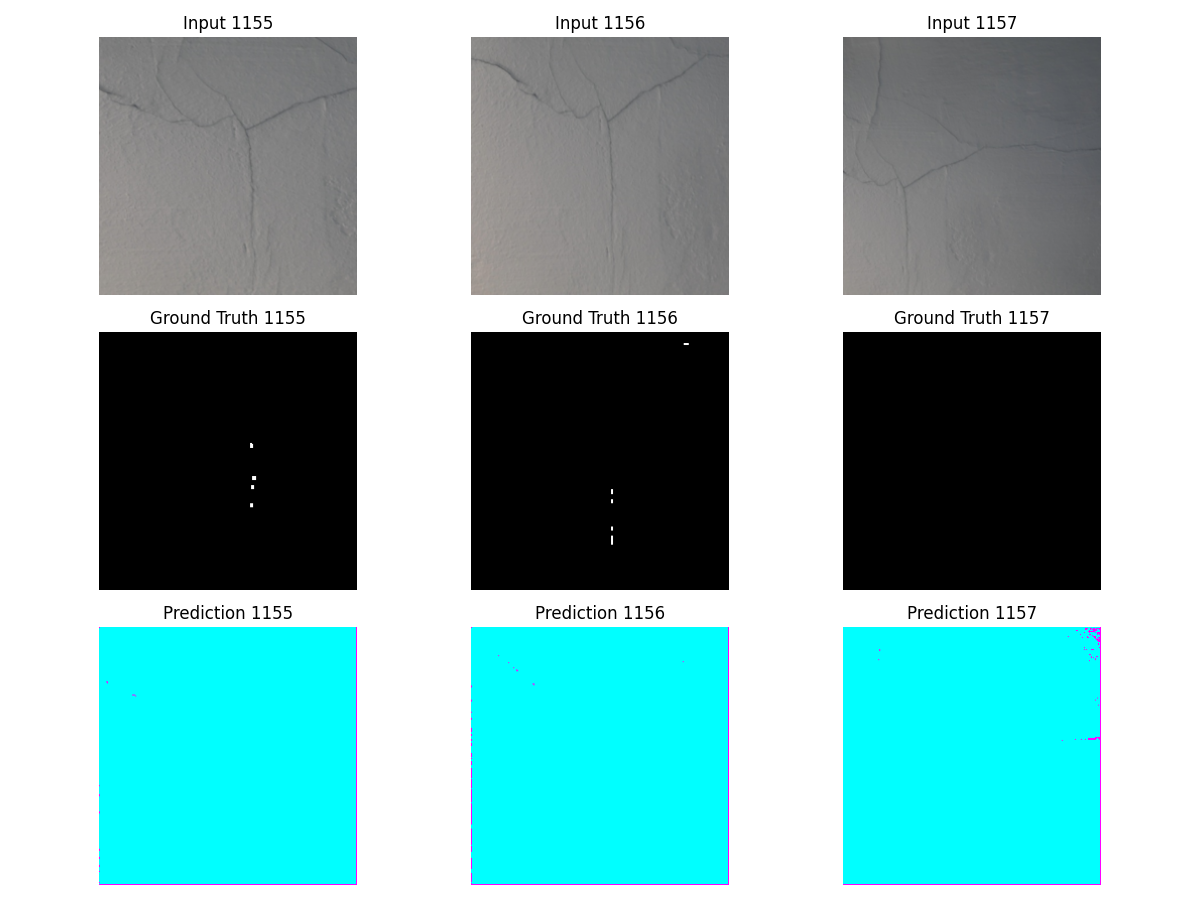 Input 1155
Input 1156
Input 1157
Ground Truth 1155
Ground Truth 1156
Ground Truth 1157
Prediction 1155
Prediction 1156
Prediction 1157